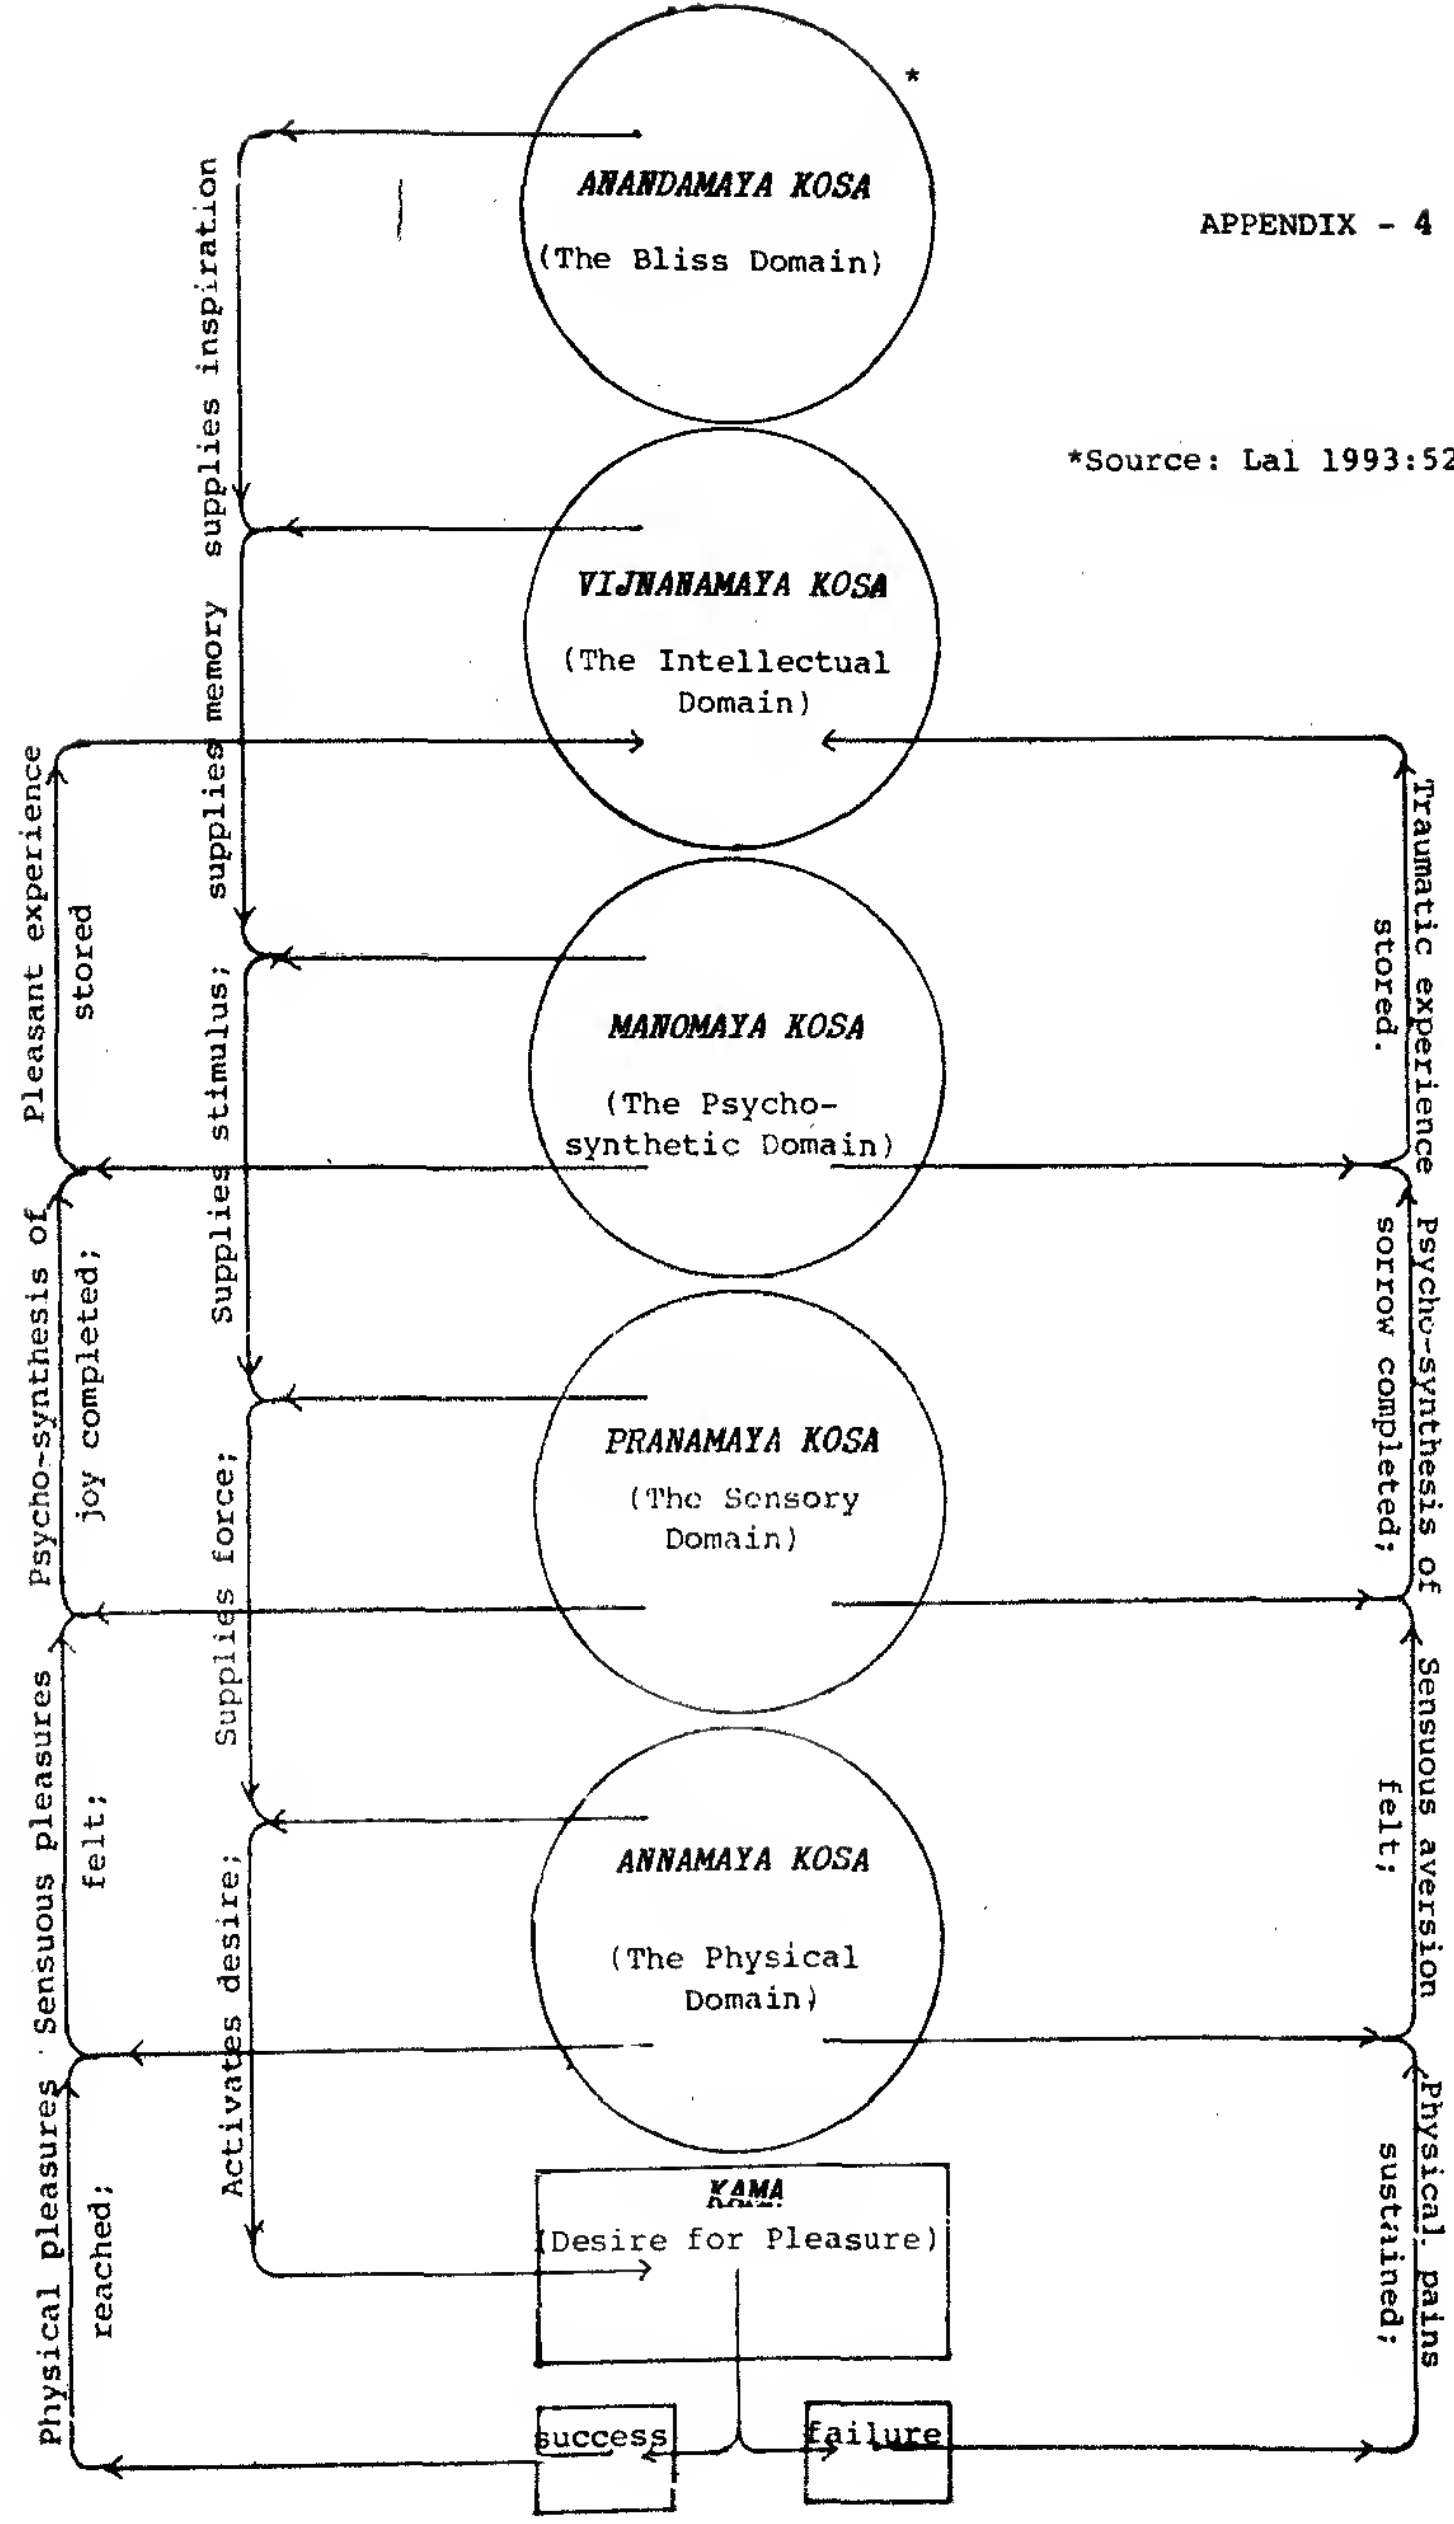 *
ANANDAMAYA KOSA
(The Bliss Domain)
APPENDIX - 4
*Source: Lal 1993:52
VIJNANAMAYA KOSA
(The Intellectual
Domain)
MANOMAYA KOSA
(The Psycho-
synthetic Domain)
PRANAMAYA KOSA
(The Sensory
Domain)
ANNAMAYA KOSA
(The Physical
Domain)
KAMA
(Desire for Pleasure)
success
failure
supplies inspiration
supplies memory
Supplies stimulus;
Supplies force;
Activates desire;
Pleasant experience
stored
Psycho-synthesis of
joy completed;
Sensuous pleasures
felt;
Physical pleasures
reached;
Traumatic experience
stored.
Psycho-synthesis of
sorrow completed;
Sensuous aversion
felt;
Physical pains
sustained;